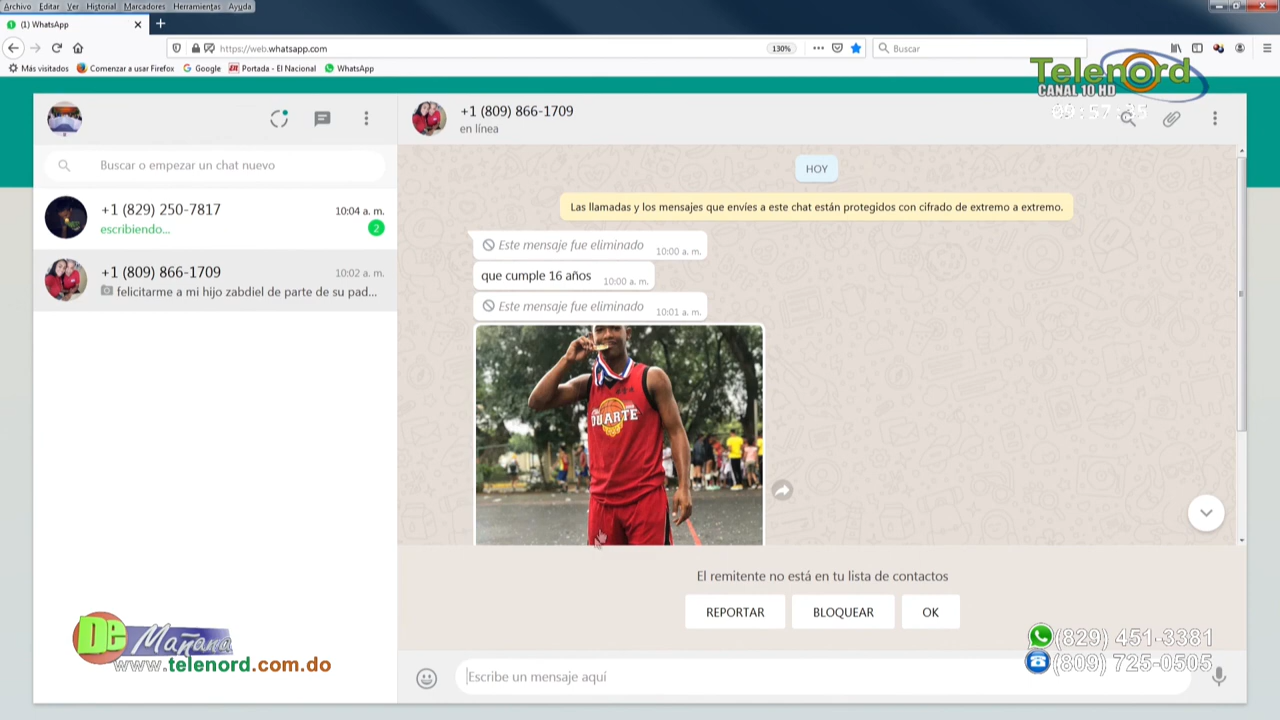 Archivo Editar Ver Historial Marcadores Herramientas Ayuda
(1) WhatsApp
https://web.whatsapp.com
130%
Buscar
Más visitados
Comenzar a usar Firefox
Google
Portada - El Nacional
WhatsApp
Telenord
CANAL 10 HD
+1 (809) 866-1709
en línea
Buscar o empezar un chat nuevo
HOY
+1 (829) 250-7817
10:04 a. m.
escribiendo...
2
Las llamadas y los mensajes que envíes a este chat están protegidos con cifrado de extremo a extremo.
+1 (809) 866-1709
10:02 a. m.
felicitarme a mi hijo zabdiel de parte de su pad...
Este mensaje fue eliminado
10:00 a. m.
que cumple 16 años
10:00 a. m.
Este mensaje fue eliminado
10:01 a. m.
DUARTE
El remitente no está en tu lista de contactos
REPORTAR
BLOQUEAR
OK
De Mañana
www.telenord.com.do
(829) 451-3381
(809) 725-0505
Escribe un mensaje aquí